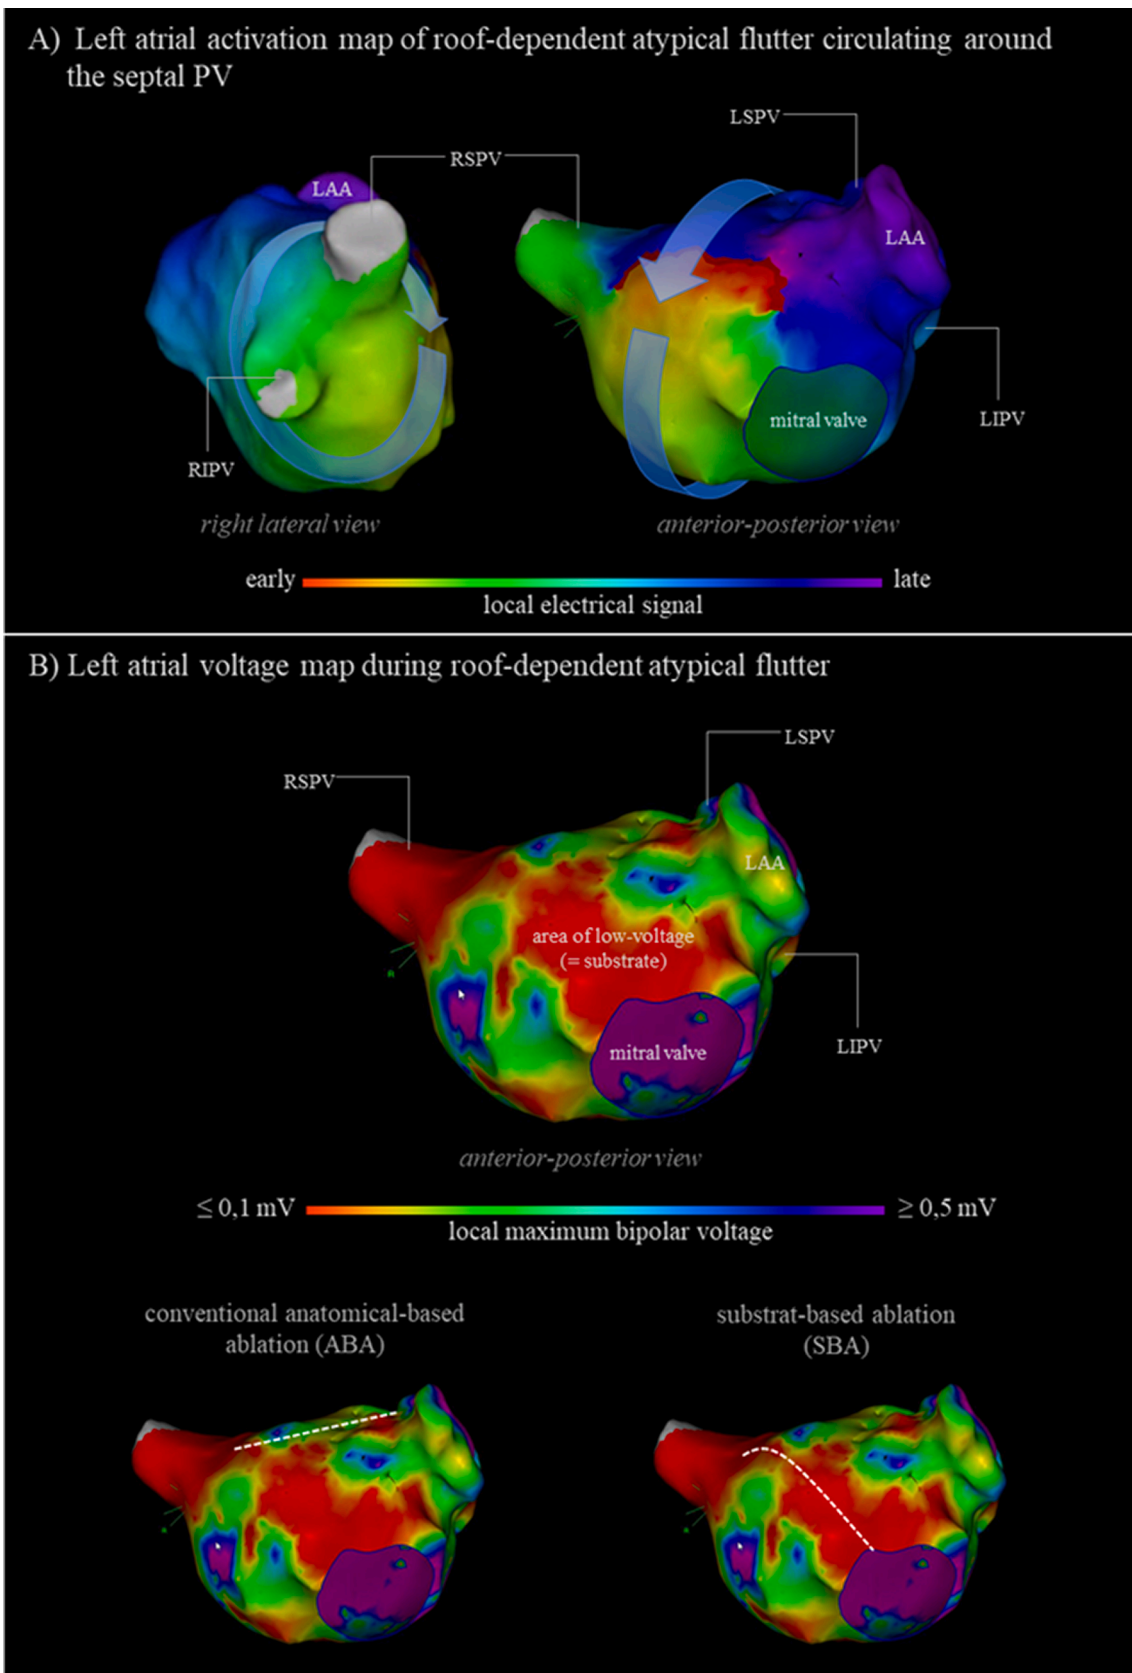 A) Left atrial activation map of roof-dependent atypical flutter circulating around
the septal PV
LSPV
RSPV
LAA
LAA
mitral valve
LIPV
RIPV
right lateral view
anterior-posterior view
early
late
local electrical signal
B) Left atrial voltage map during roof-dependent atypical flutter
LSPV
RSPV
LAA
area of low-voltage
(= substrate)
mitral valve
LIPV
anterior-posterior view
≤ 0,1 mV
≥ 0,5 mV
local maximum bipolar voltage
conventional anatomical-based
ablation (ABA)
substrat-based ablation
(SBA)